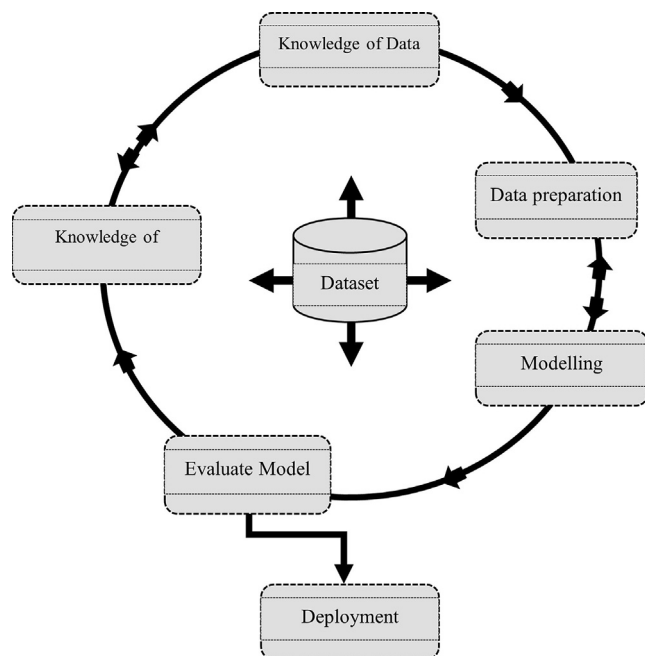 Knowledge of Data
Data preparation
Knowledge of
Dataset
Modelling
Evaluate Model
Deployment